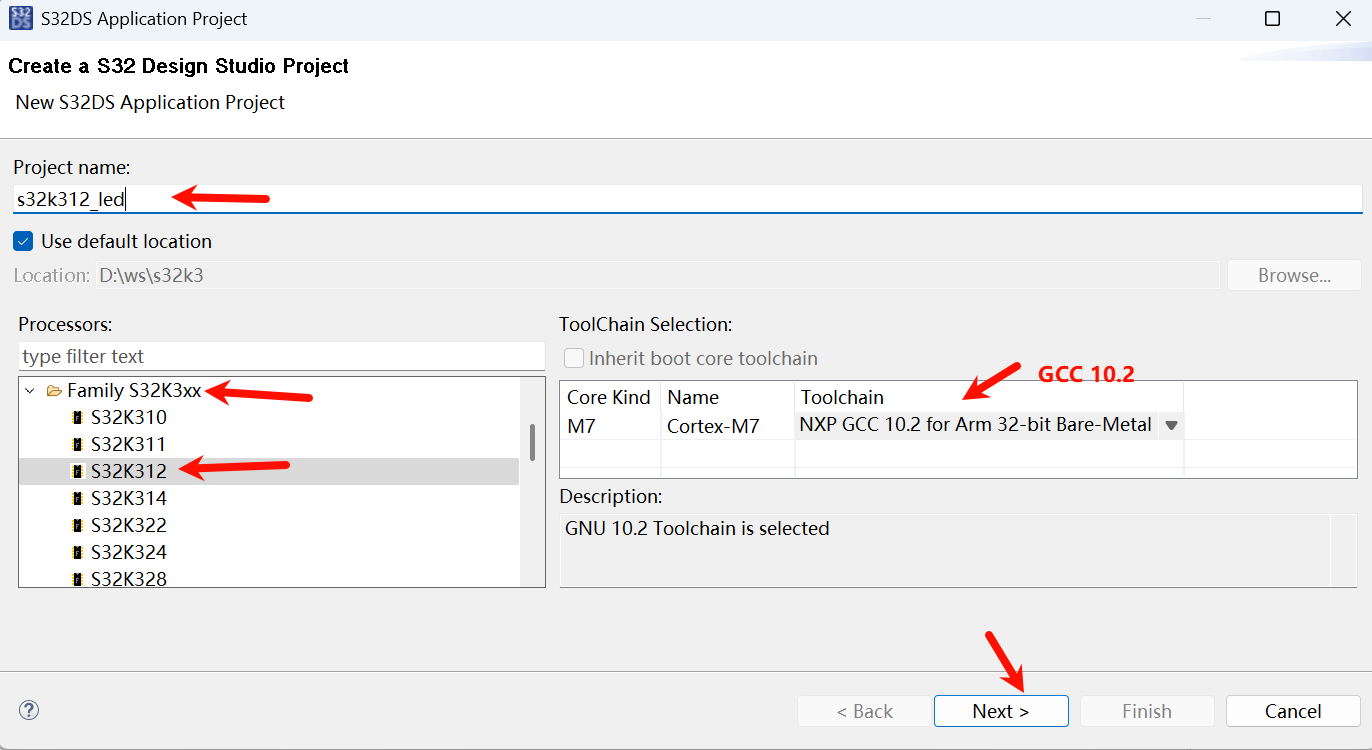 S32DS Application Project
Create a S32 Design Studio Project
New S32DS Application Project
Project name:
s32k312_led
Use default location
Location: D:\ws\s32k3 Browse...
Processors:
type filter text
Family S32K3xx
S32K310
S32K311
S32K312
S32K314
S32K322
S32K324
S32K328
ToolChain Selection:
Inherit boot core toolchain
GCC 10.2
Core Kind Name Toolchain
M7 Cortex-M7 NXP GCC 10.2 for Arm 32-bit Bare-Metal
Description:
GNU 10.2 Toolchain is selected
? < Back Next > Finish Cancel